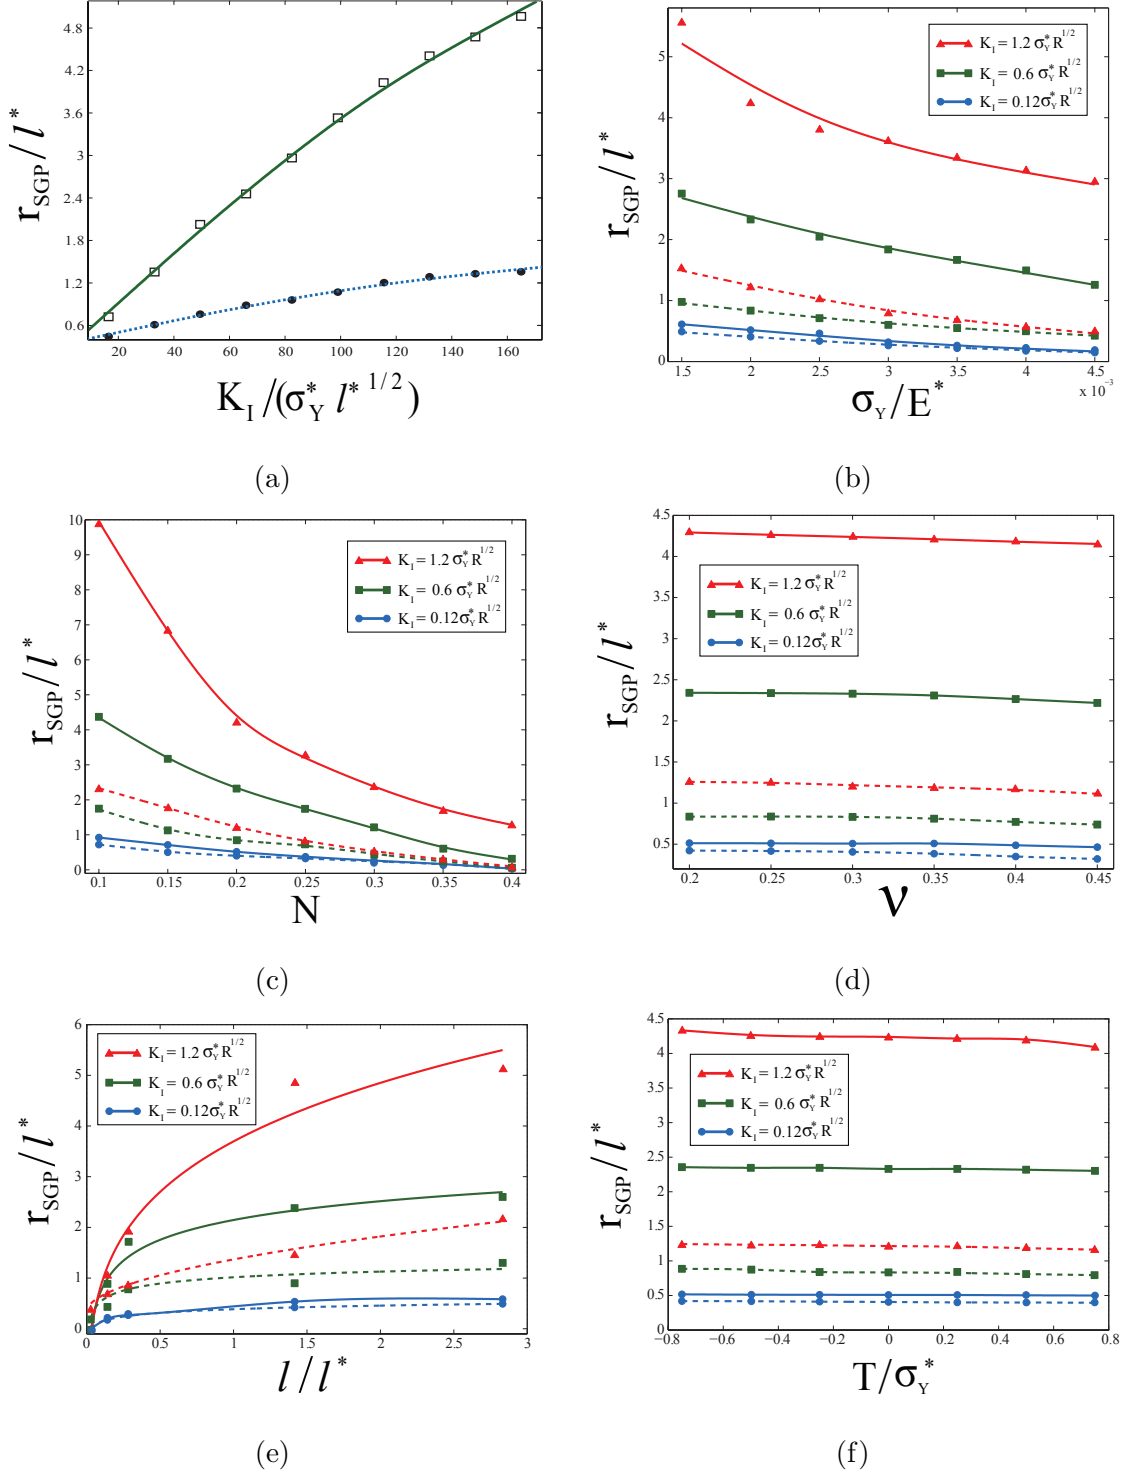 r_SGP / l*
4.8
4.2
3.6
3
2.4
1.8
1.2
0.6
20 40 60 80 100 120 140 160
K_I /(σ*_Y l* ^1/2)
(a)
r_SGP / l*
5
4
3
2
1
0
K_I = 1.2 σ*_Y R^1/2
K_I = 0.6 σ*_Y R^1/2
K_I = 0.12σ*_Y R^1/2
1.5 2 2.5 3 3.5 4 4.5
x 10^-3
σ_Y/E*
(b)
r_SGP / l*
10
9
8
7
6
5
4
3
2
1
0
K_I = 1.2 σ*_Y R^1/2
K_I = 0.6 σ*_Y R^1/2
K_I = 0.12σ*_Y R^1/2
0.1 0.15 0.2 0.25 0.3 0.35 0.4
N
(c)
r_SGP / l*
4.5
4
3.5
3
2.5
2
1.5
1
0.5
K_I = 1.2 σ*_Y R^1/2
K_I = 0.6 σ*_Y R^1/2
K_I = 0.12σ*_Y R^1/2
0.2 0.25 0.3 0.35 0.4 0.45
ν
(d)
r_SGP / l*
6
5
4
3
2
1
0
K_I = 1.2 σ*_Y R^1/2
K_I = 0.6 σ*_Y R^1/2
K_I = 0.12σ*_Y R^1/2
0 0.5 1 1.5 2 2.5 3
l / l*
(e)
r_SGP / l*
4.5
4
3.5
3
2.5
2
1.5
1
0.5
0
K_I = 1.2 σ*_Y R^1/2
K_I = 0.6 σ*_Y R^1/2
K_I = 0.12σ*_Y R^1/2
−0.8 −0.6 −0.4 −0.2 0 0.2 0.4 0.6 0.8
T/σ*_Y
(f)